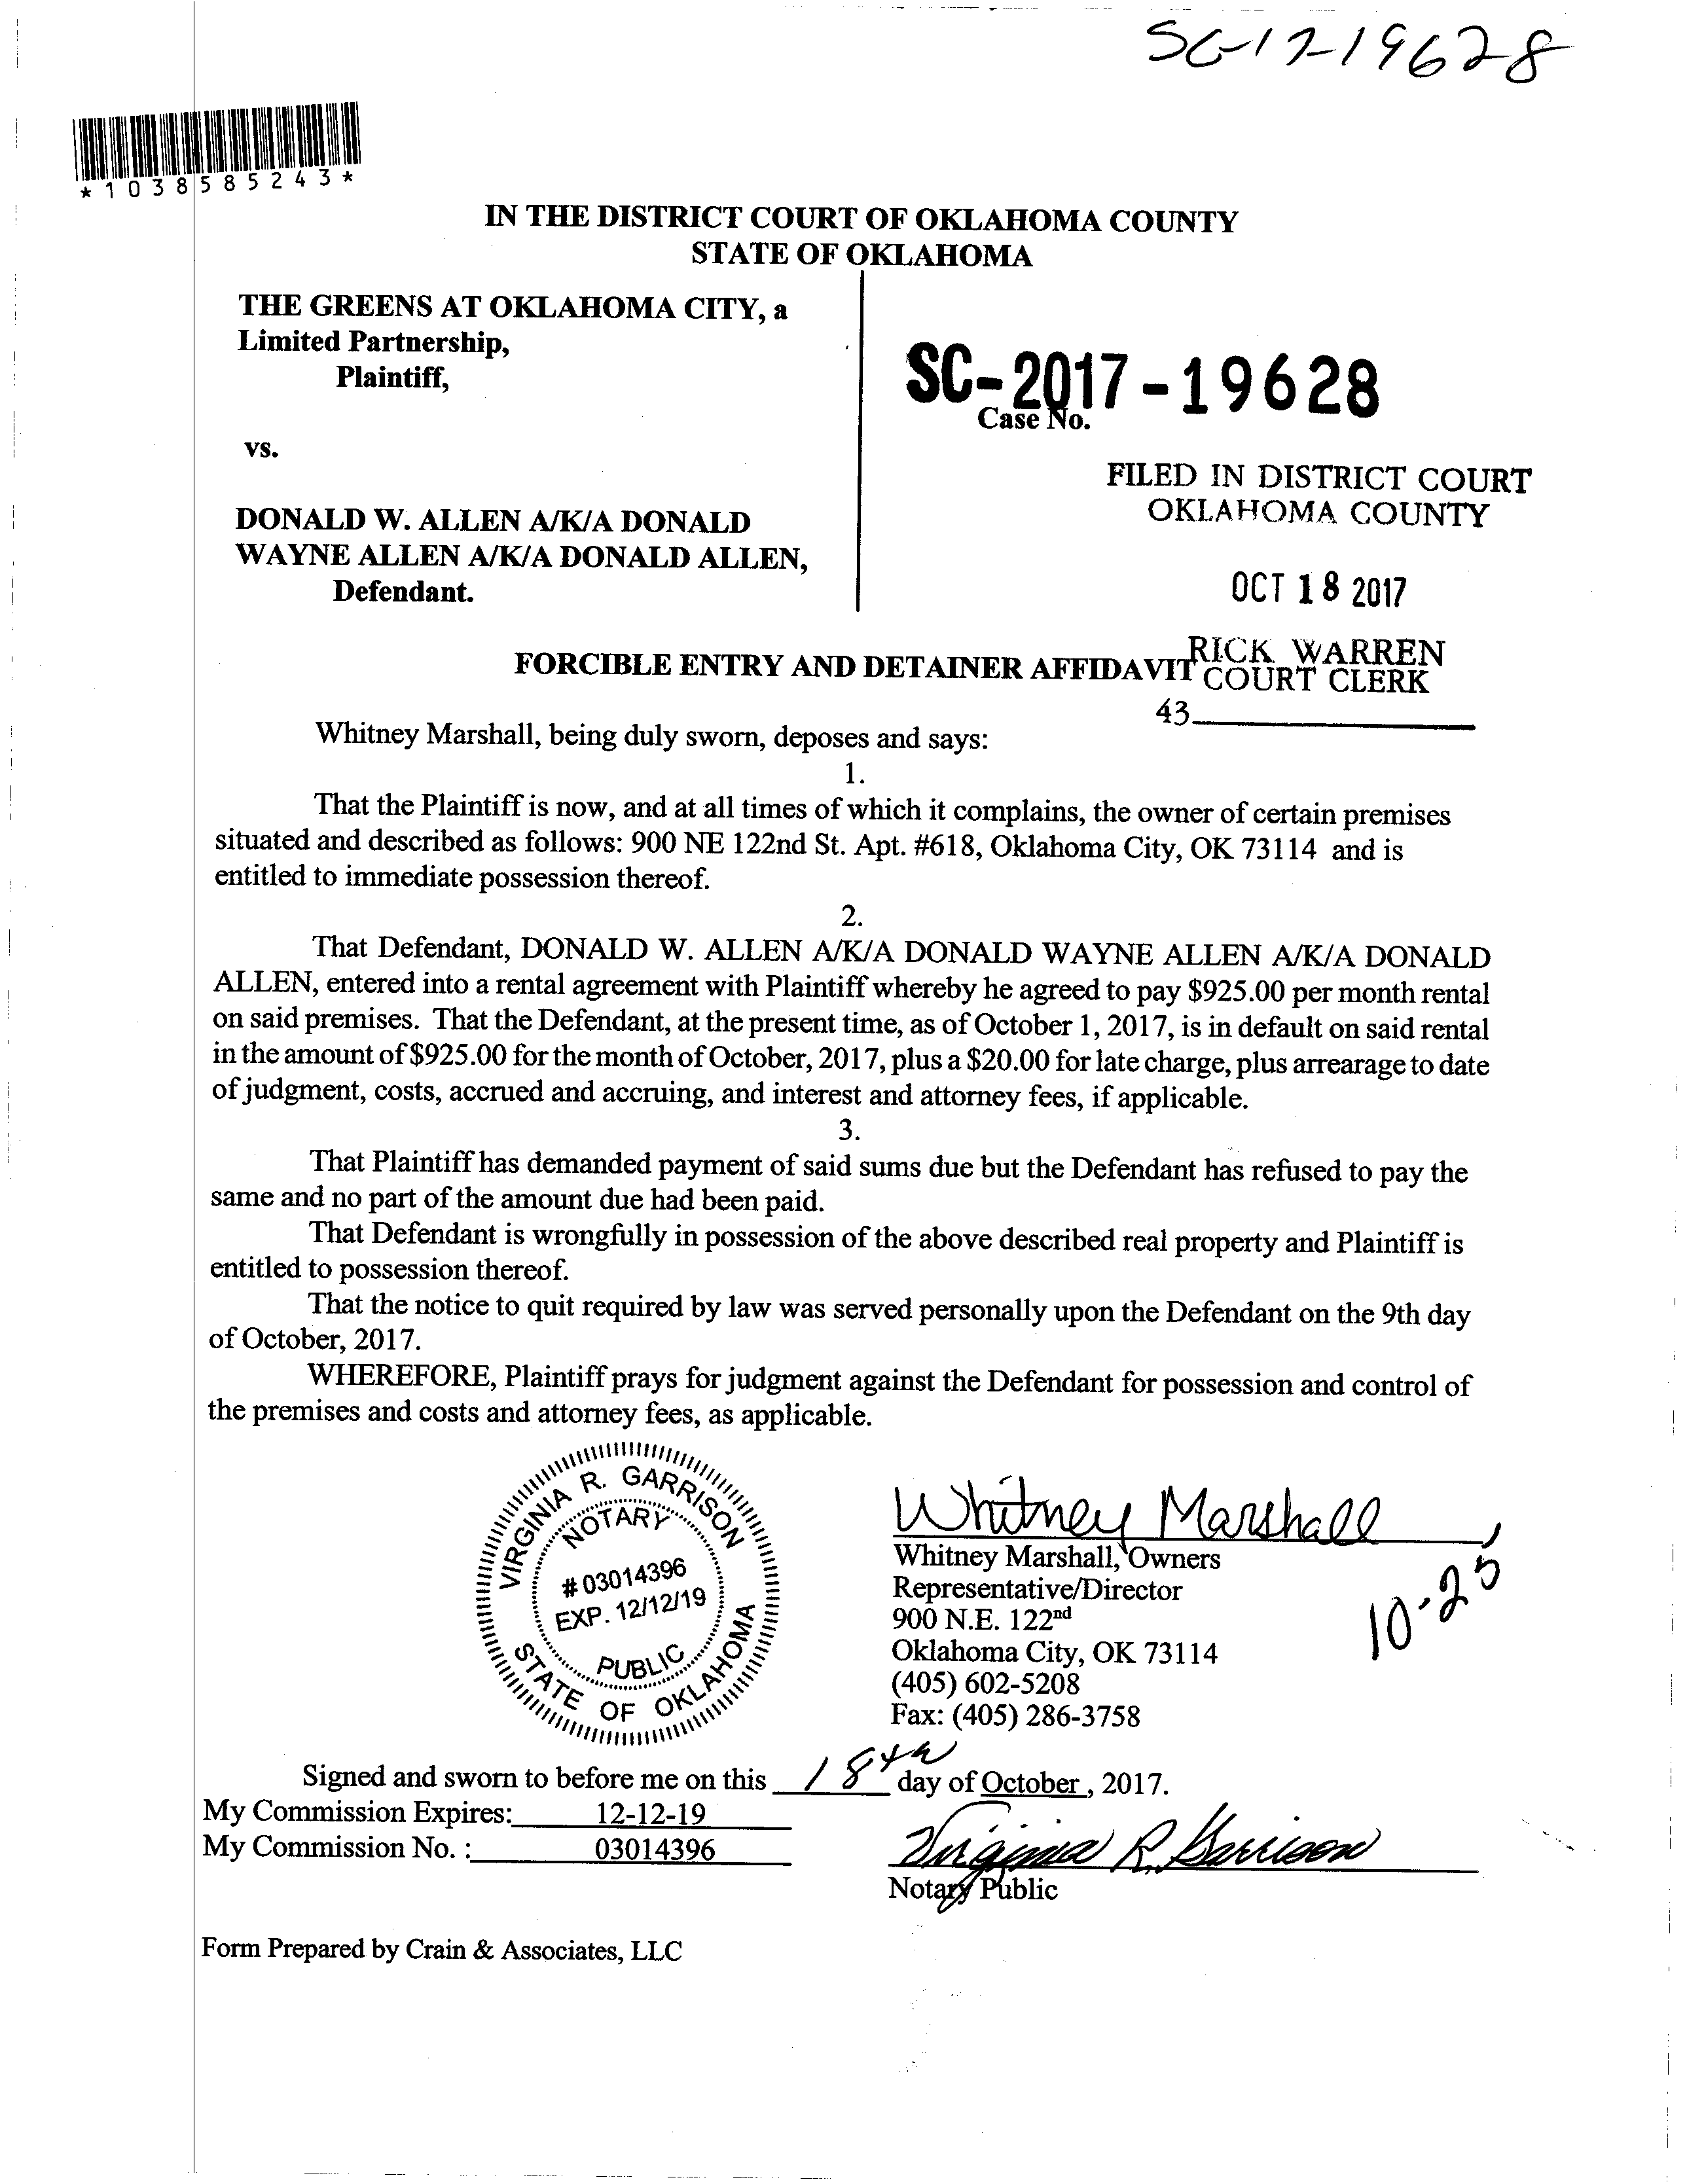 SC-17-19628
*1038585243*
IN THE DISTRICT COURT OF OKLAHOMA COUNTY
STATE OF OKLAHOMA
THE GREENS AT OKLAHOMA CITY, a
Limited Partnership,
Plaintiff,
vs.
DONALD W. ALLEN A/K/A DONALD
WAYNE ALLEN A/K/A DONALD ALLEN,
Defendant.
SC-2017-19628
Case No.
FILED IN DISTRICT COURT
OKLAHOMA COUNTY
OCT 18 2017
RICK WARREN
COURT CLERK
43
FORCIBLE ENTRY AND DETAINER AFFIDAVIT
Whitney Marshall, being duly sworn, deposes and says:
1.
That the Plaintiff is now, and at all times of which it complains, the owner of certain premises
situated and described as follows: 900 NE 122nd St. Apt. #618, Oklahoma City, OK 73114 and is
entitled to immediate possession thereof.
2.
That Defendant, DONALD W. ALLEN A/K/A DONALD WAYNE ALLEN A/K/A DONALD
ALLEN, entered into a rental agreement with Plaintiff whereby he agreed to pay $925.00 per month rental
on said premises. That the Defendant, at the present time, as of October 1, 2017, is in default on said rental
in the amount of $925.00 for the month of October, 2017, plus a $20.00 for late charge, plus arrearage to date
of judgment, costs, accrued and accruing, and interest and attorney fees, if applicable.
3.
That Plaintiff has demanded payment of said sums due but the Defendant has refused to pay the
same and no part of the amount due had been paid.
That Defendant is wrongfully in possession of the above described real property and Plaintiff is
entitled to possession thereof.
That the notice to quit required by law was served personally upon the Defendant on the 9th day
of October, 2017.
WHEREFORE, Plaintiff prays for judgment against the Defendant for possession and control of
the premises and costs and attorney fees, as applicable.
VIRGINIA R. GARRISON
NOTARY
# 03014396
EXP. 12/12/19
PUBLIC
STATE OF OKLAHOMA
Whitney Marshall
Whitney Marshall, Owners
Representative/Director
900 N.E. 122nd
Oklahoma City, OK 73114
(405) 602-5208
Fax: (405) 286-3758
10-25
Signed and sworn to before me on this 18th day of October, 2017.
My Commission Expires: 12-12-19
My Commission No. : 03014396
Virginia R. Garrison
Notary Public
Form Prepared by Crain & Associates, LLC